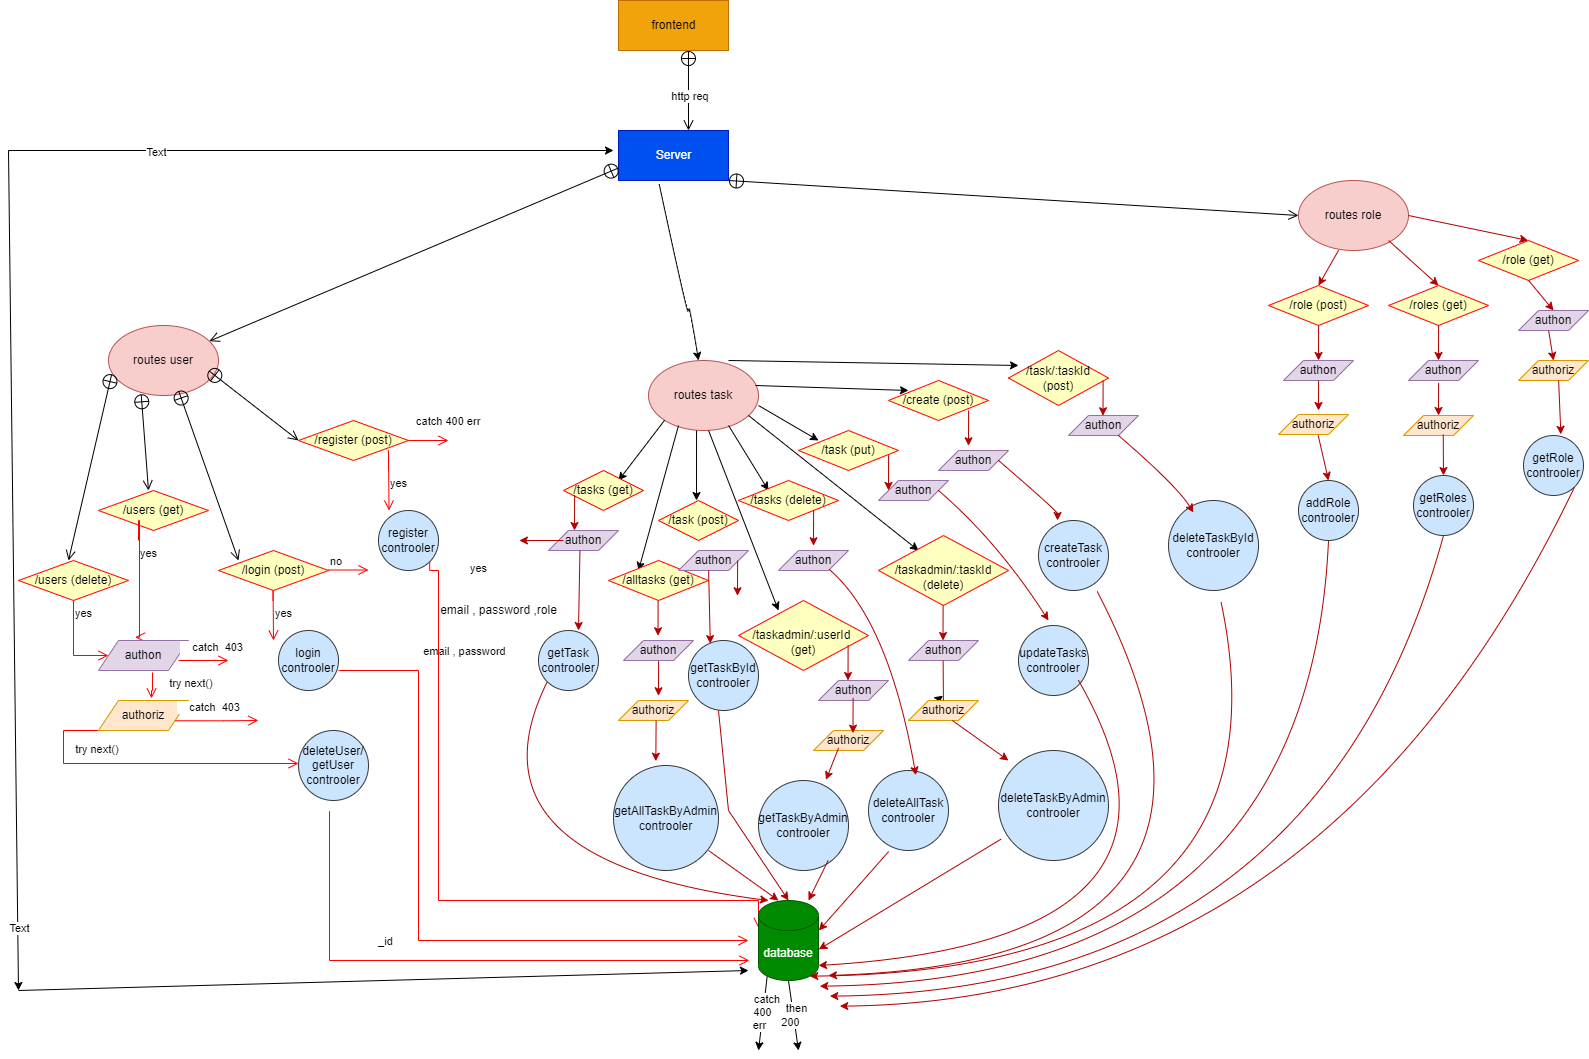 frontend
http req
Text
Server
routes role
/role (get)
/role (post)
/roles (get)
authon
authon
authon
authoriz
authoriz
authoriz
getRole
controoler
getRoles
controoler
addRole
controoler
routes user
routes task
/task/:taskId
(post)
/create (post)
authon
/register (post)
catch 400 err
/task (put)
authon
yes
/tasks (get)
/tasks (delete)
authon
/users (get)
/task (post)
register
controoler
authon
createTask
controoler
deleteTaskById
controoler
yes
/users (delete)
/login (post)
no
yes
/alltasks (get)
authon
authon
/taskadmin/:taskId
(delete)
yes
yes
email , password ,role
/taskadmin/:userId
(get)
authon
catch  403
login
controoler
email , password
getTask
controoler
authon
getTaskById
controoler
authon
updateTasks
controoler
try next()
authon
authoriz
catch  403
authoriz
authoriz
authoriz
try next()
deleteUser/
getUser
controoler
getAllTaskByAdmin
controoler
getTaskByAdmin
controoler
deleteAllTask
controoler
deleteTaskByAdmin
controoler
Text
_id
database
catch
400
err
then
200